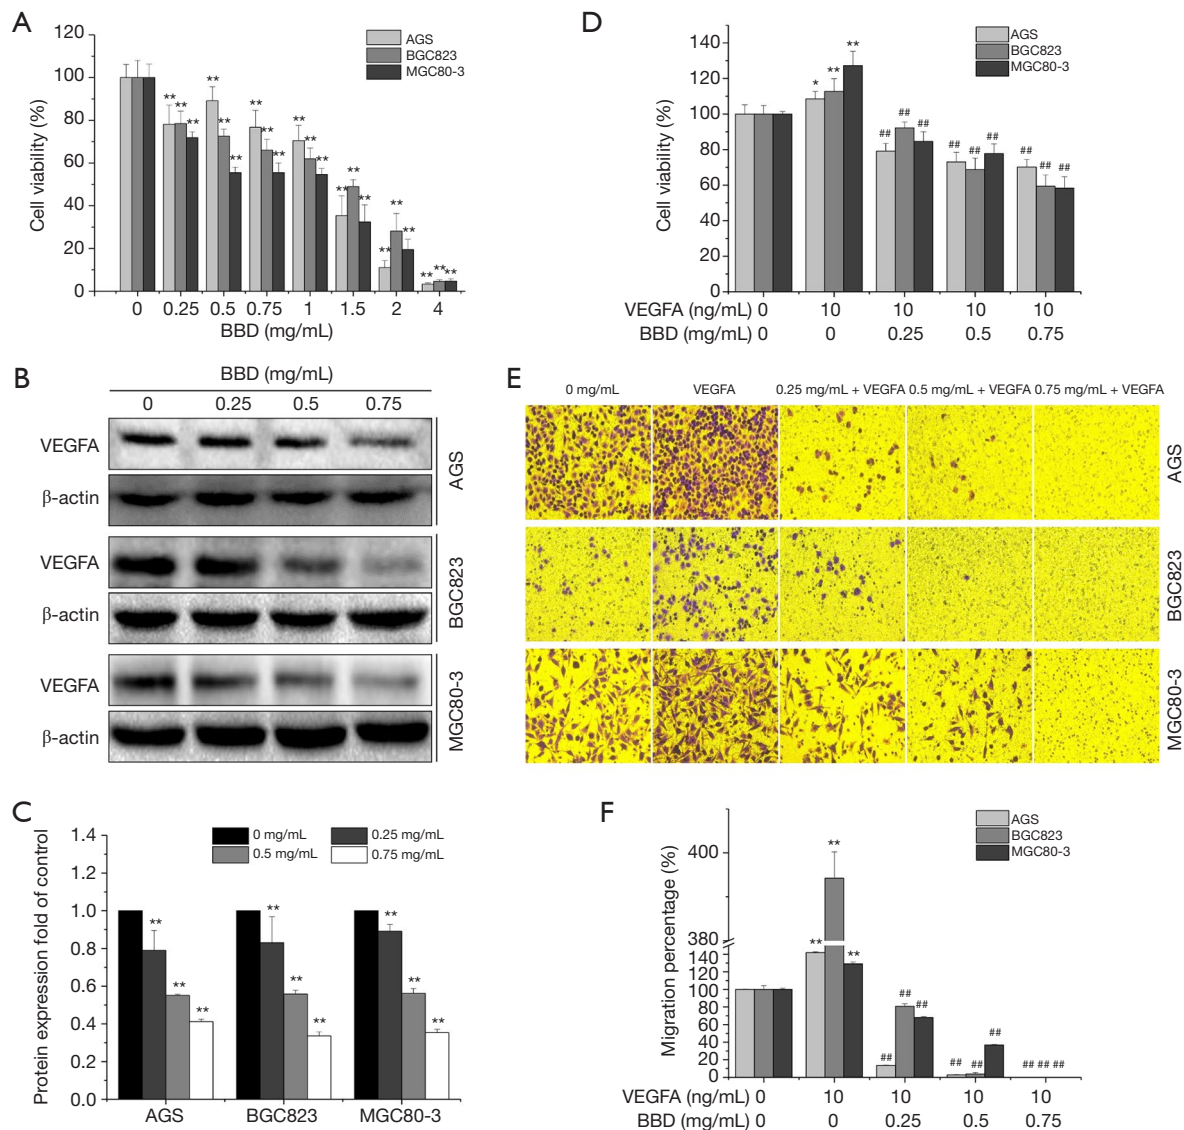 A
120
100
80
60
40
20
0
Cell viability (%)
AGS
BGC823
MGC80-3
** ** ** ** ** ** ** ** ** ** ** ** ** ** ** ** ** ** ** ** **
0 0.25 0.5 0.75 1 1.5 2 4
BBD (mg/mL)
D
140
120
100
80
60
40
20
0
Cell viability (%)
AGS
BGC823
MGC80-3
* ** ** ## ## ## ## ## ## ## ## ##
VEGFA (ng/mL) 0 10 10 10 10
BBD (mg/mL) 0 0 0.25 0.5 0.75
B
BBD (mg/mL)
0 0.25 0.5 0.75
VEGFA
β-actin
AGS
VEGFA
β-actin
BGC823
VEGFA
β-actin
MGC80-3
E
0 mg/mL VEGFA 0.25 mg/mL + VEGFA 0.5 mg/mL + VEGFA 0.75 mg/mL + VEGFA
AGS
BGC823
MGC80-3
C
1.4
1.2
1.0
0.8
0.6
0.4
0.2
0.0
Protein expression fold of control
0 mg/mL 0.25 mg/mL
0.5 mg/mL 0.75 mg/mL
** ** ** ** ** ** ** ** **
AGS BGC823 MGC80-3
F
400
380
140
120
100
80
60
40
20
0
Migration percentage (%)
AGS
BGC823
MGC80-3
** ** ** ## ## ## ## ## ## ## ## ##
VEGFA (ng/mL) 0 10 10 10 10
BBD (mg/mL) 0 0 0.25 0.5 0.75